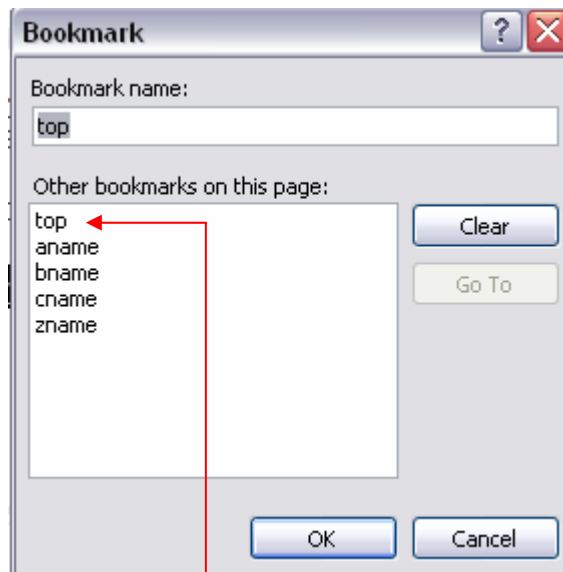 Bookmark
?
Bookmark name:
top
Other bookmarks on this page:
top
aname
bname
cname
zname
Clear
Go To
OK
Cancel